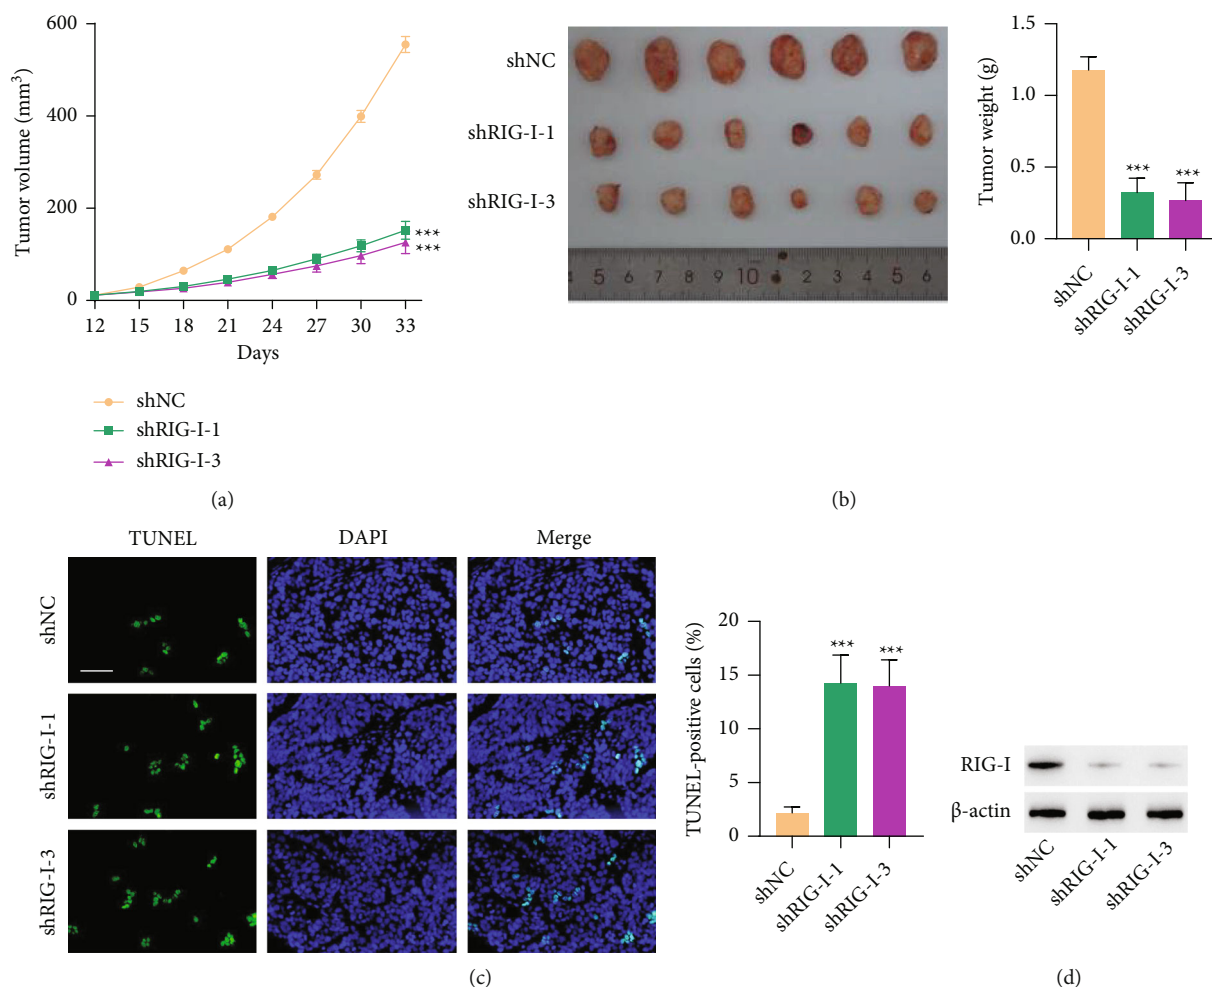 600
400
200
0
Tumor volume (mm³)
12 15 18 21 24 27 30 33
Days
***
***
shNC
shRIG-I-1
shRIG-I-3
(a)
shNC
shRIG-I-1
shRIG-I-3
4 5 6 7 8 9 10 1 2 3 4 5 6
1.5
1.0
0.5
0.0
Tumor weight (g)
***
***
shNC
shRIG-I-1
shRIG-I-3
(b)
TUNEL DAPI Merge
shNC
shRIG-I-1
shRIG-I-3
20
15
10
5
0
TUNEL-positive cells (%)
***
***
shNC
shRIG-I-1
shRIG-I-3
(c)
RIG-I
β-actin
shNC
shRIG-I-1
shRIG-I-3
(d)